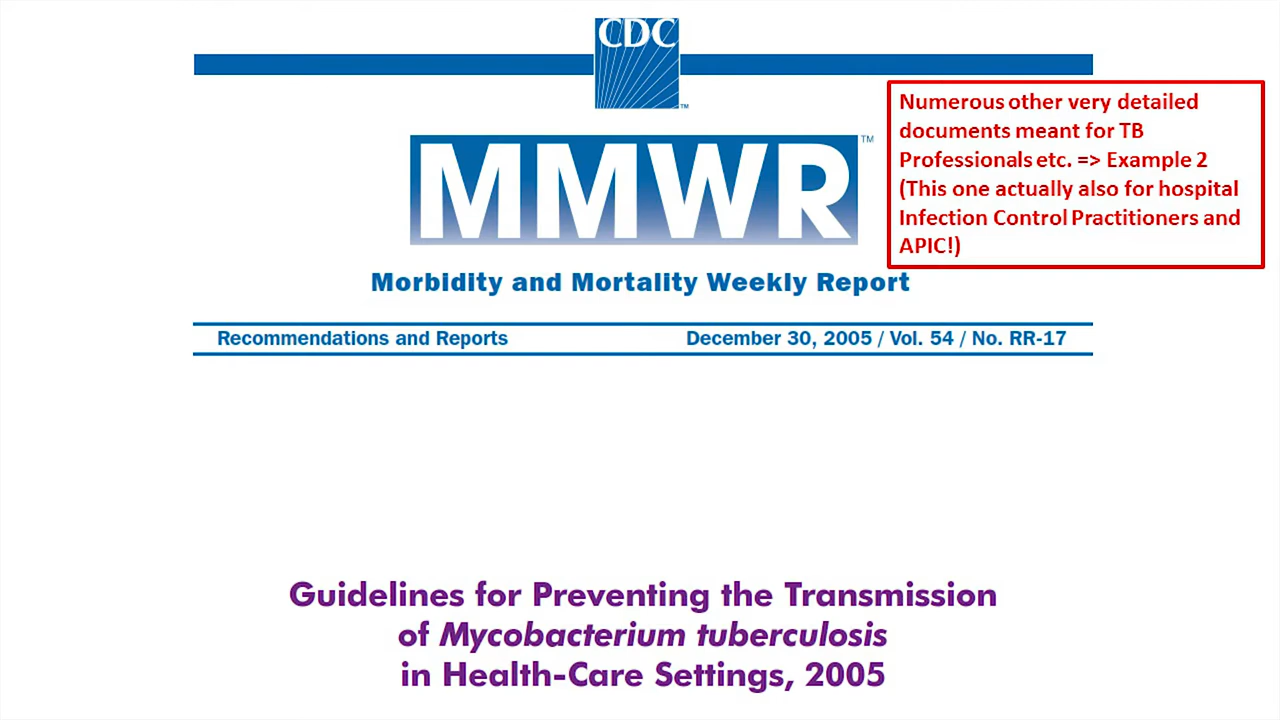 CDC
TM
Numerous other very detailed
documents meant for TB
Professionals etc. => Example 2
(This one actually also for hospital
Infection Control Practitioners and
APIC!)
MMWR
TM
Morbidity and Mortality Weekly Report
Recommendations and Reports December 30, 2005 / Vol. 54 / No. RR-17
Guidelines for Preventing the Transmission
of Mycobacterium tuberculosis
in Health-Care Settings, 2005